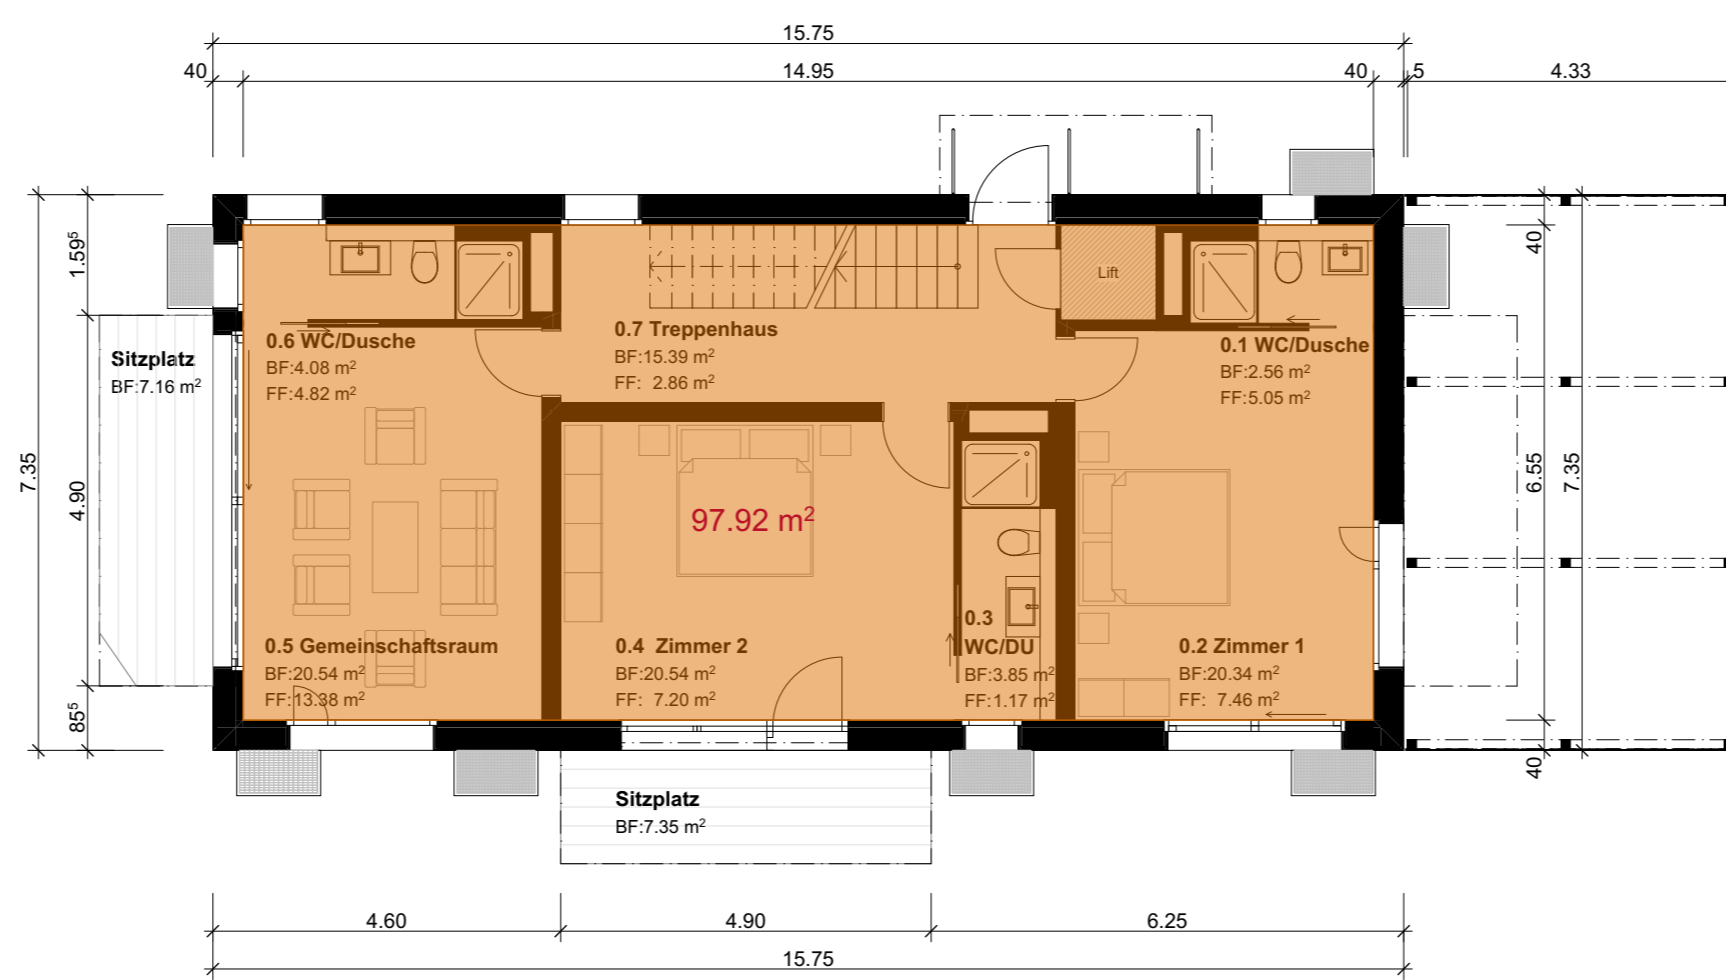 15.75
40
14.95
40
5
4.33
Lift
0.6 WC/Dusche
BF:4.08 m²
FF:4.82 m²
0.7 Treppenhaus
BF:15.39 m²
FF: 2.86 m²
0.1 WC/Dusche
BF:2.56 m²
FF:5.05 m²
Sitzplatz
BF:7.16 m²
1.59⁵
4.90
85⁵
7.35
40
6.55
40
7.35
97.92 m²
0.5 Gemeinschaftsraum
BF:20.54 m²
FF:13.38 m²
0.4 Zimmer 2
BF:20.54 m²
FF: 7.20 m²
0.3
WC/DU
BF:3.85 m²
FF:1.17 m²
0.2 Zimmer 1
BF:20.34 m²
FF: 7.46 m²
Sitzplatz
BF:7.35 m²
4.60
4.90
6.25
15.75